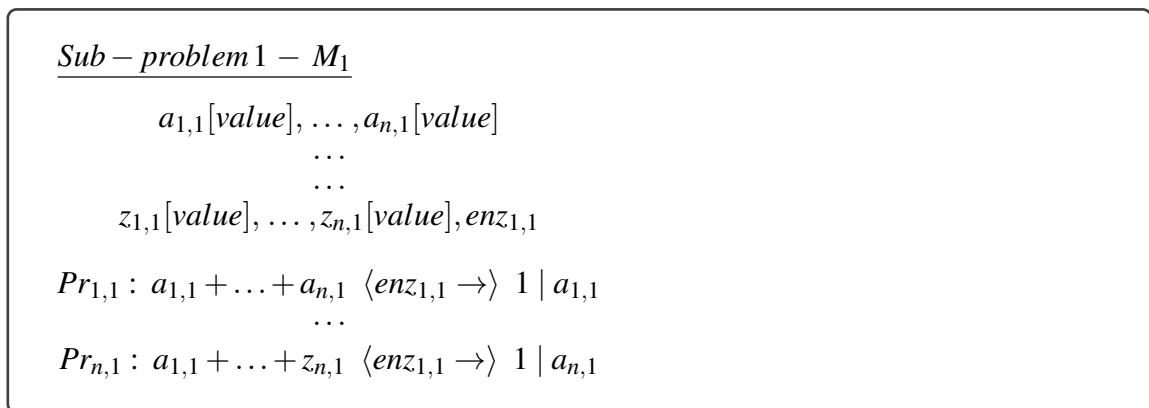 Sub − problem 1 − M₁
a₁,₁[value], … , aₙ,₁[value]
…
…
z₁,₁[value], … , zₙ,₁[value], enz₁,₁
Pr₁,₁ : a₁,₁ + … + aₙ,₁ ⟨enz₁,₁ →⟩ 1 | a₁,₁
…
Prₙ,₁ : a₁,₁ + … + zₙ,₁ ⟨enz₁,₁ →⟩ 1 | aₙ,₁